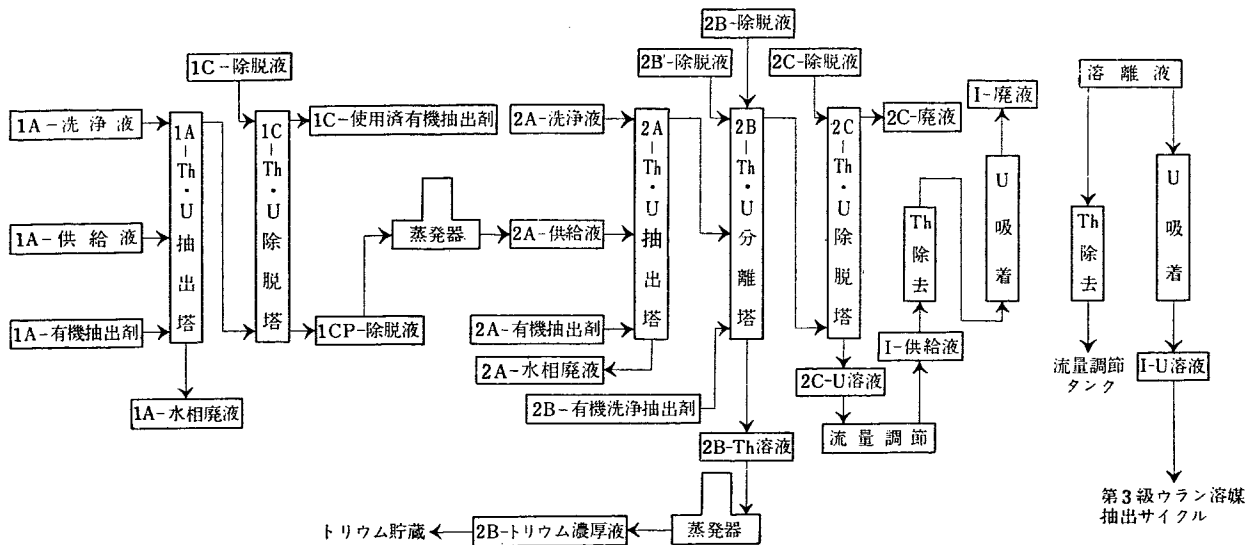 1C-除脱液
1A-洗浄液
1A-供給液
1A-有機抽出剤
1A-Th・U抽出塔
1A-水相廃液
1C-Th・U除脱塔
1C-使用済有機抽出剤
1CP-除脱液
蒸発器
2A-洗浄液
2A-供給液
2A-有機抽出剤
2A-水相廃液
2A-Th・U抽出塔
2B'-除脱液
2B-除脱液
2B-Th・U分離塔
2B-有機洗浄抽出剤
2B-Th溶液
蒸発器
2B-トリウム濃厚液
トリウム貯蔵
2C-除脱液
2C-Th・U除脱塔
2C-廃液
2C-U溶液
流量調節
I-供給液
Th除去
U吸着
I-廃液
溶離液
Th除去
流量調節
タンク
U吸着
I-U溶液
第3級ウラン溶媒
抽出サイクル